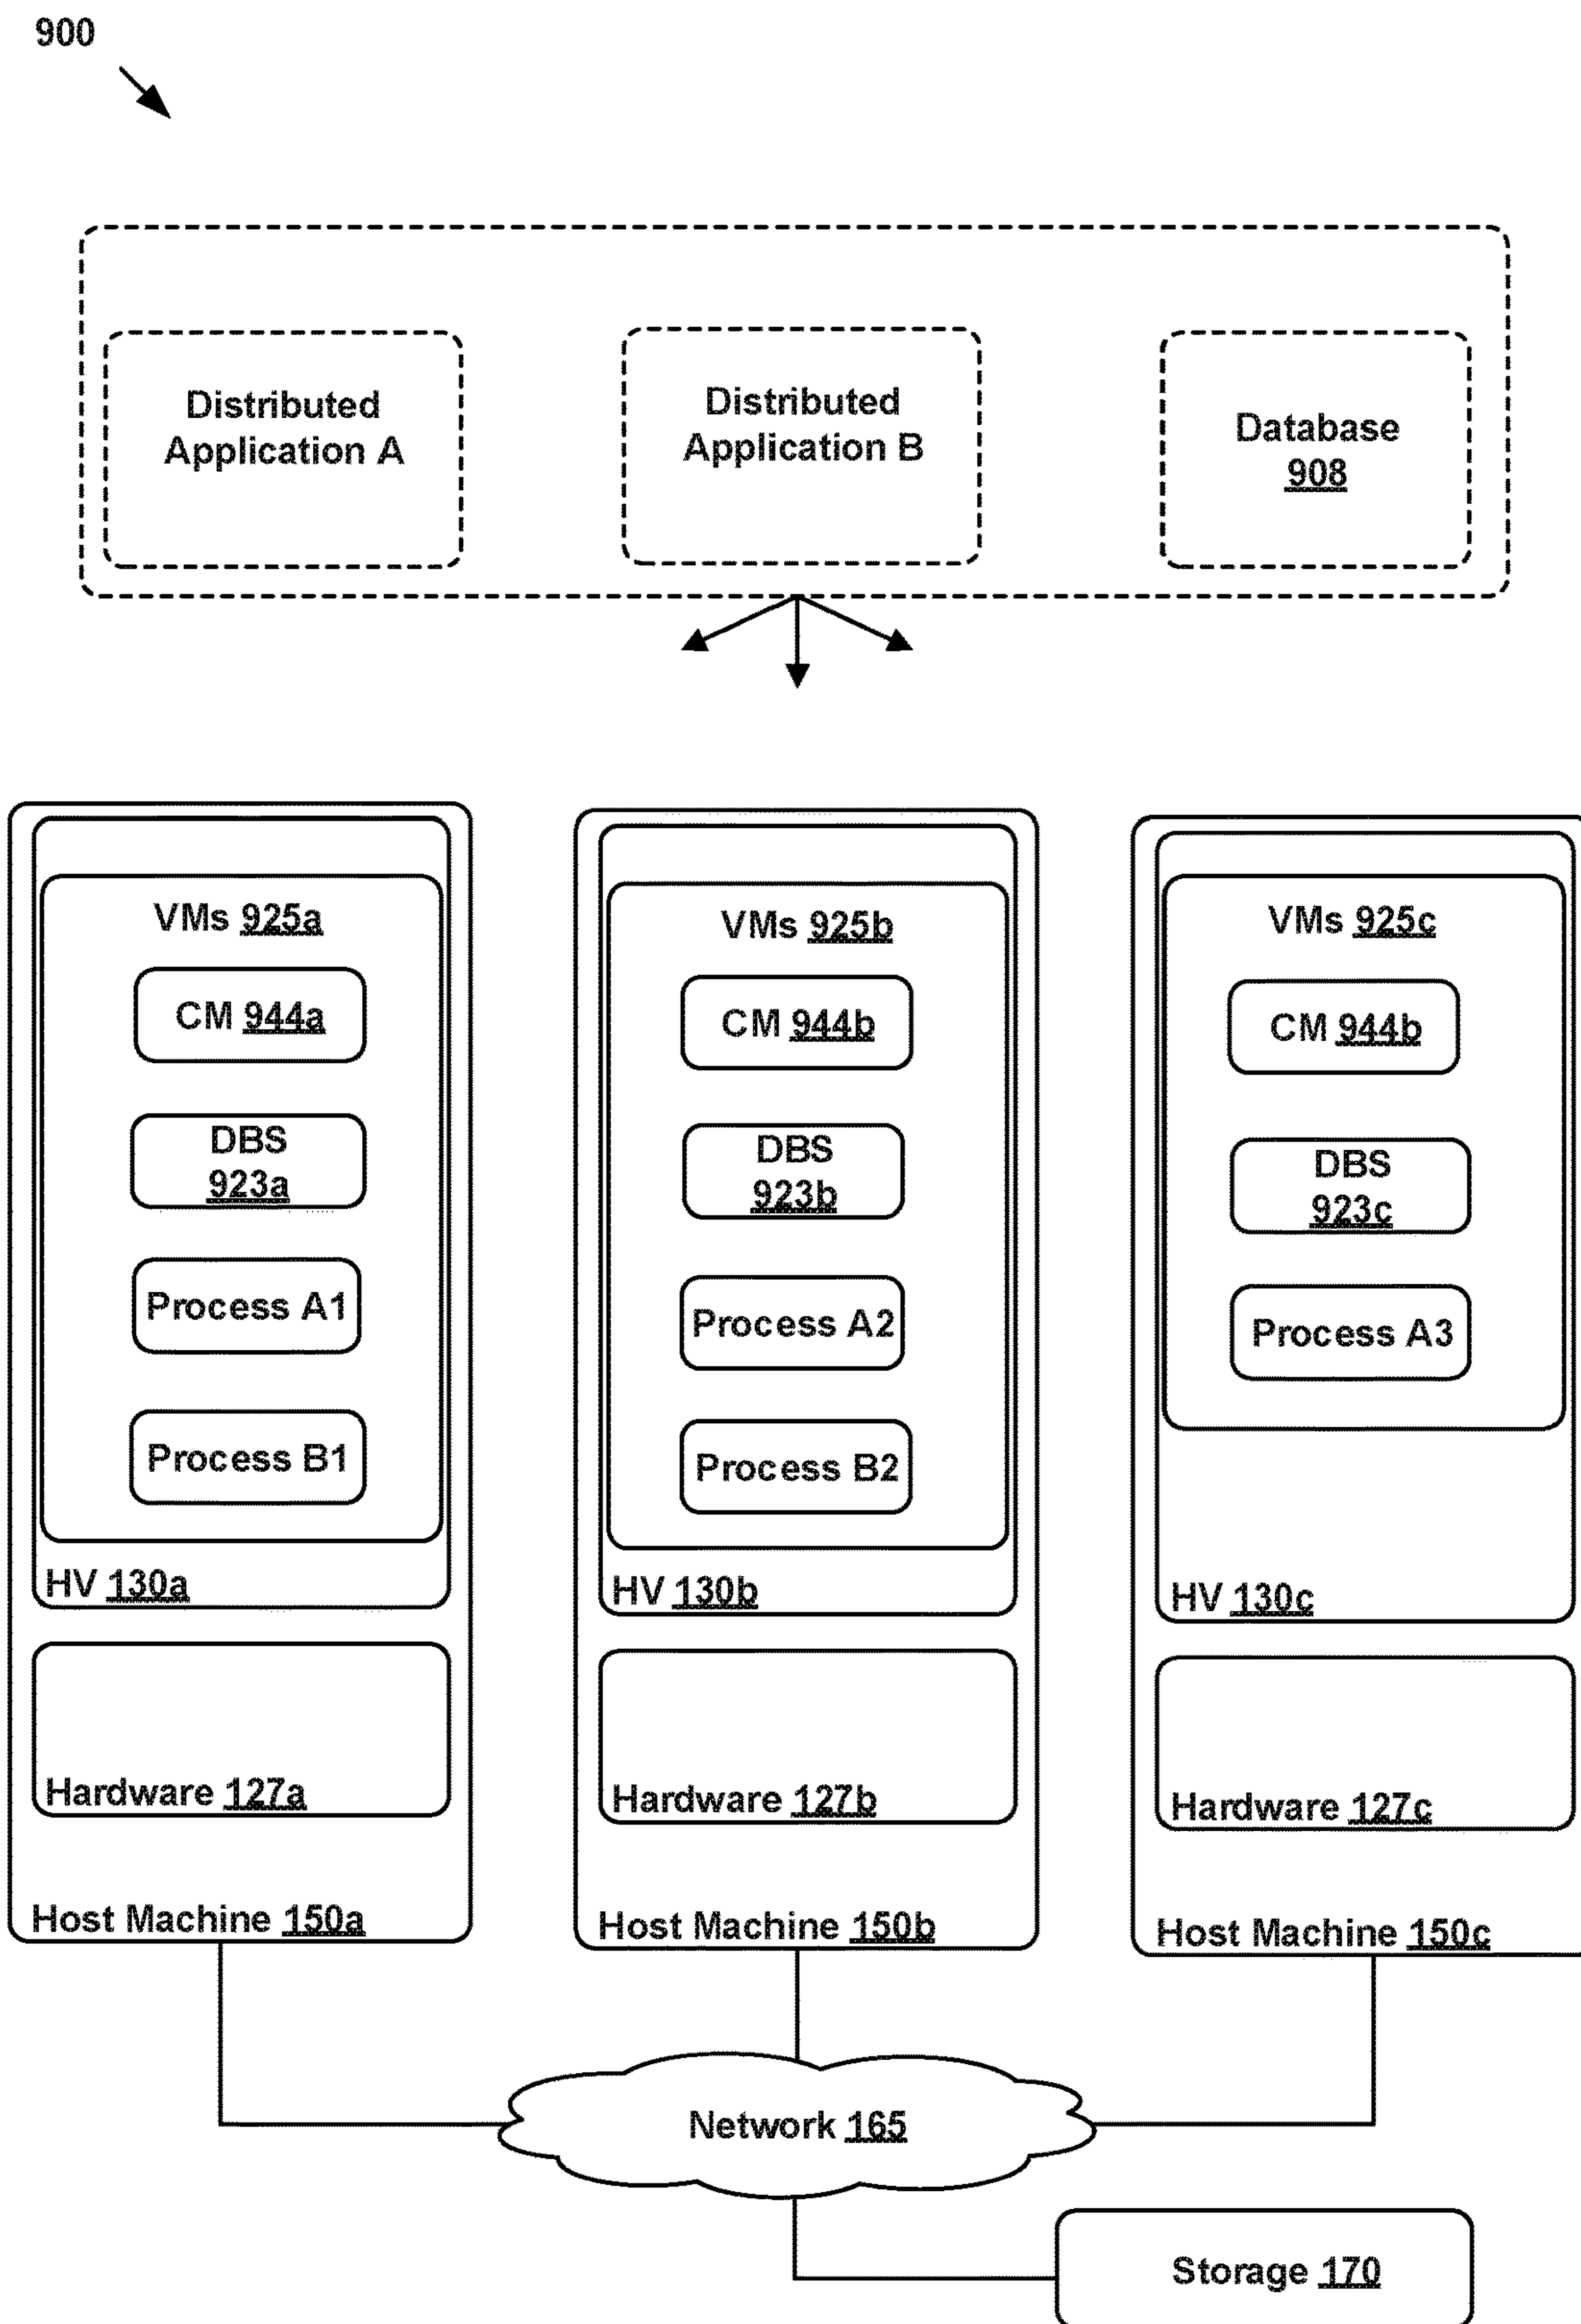 900
Distributed
Application A
Distributed
Application B
Database
908
VMs 925a
CM 944a
DBS
923a
Process A1
Process B1
HV 130a
Hardware 127a
Host Machine 150a
VMs 925b
CM 944b
DBS
923b
Process A2
Process B2
HV 130b
Hardware 127b
Host Machine 150b
VMs 925c
CM 944b
DBS
923c
Process A3
HV 130c
Hardware 127c
Host Machine 150c
Network 165
Storage 170